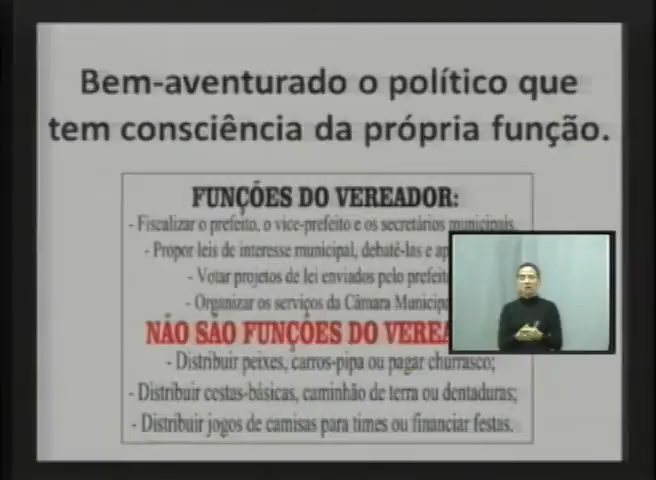 Bem-aventurado o político que
tem consciência da própria função.
FUNÇÕES DO VEREADOR:
- Fiscalizar o prefeito, o vice-prefeito e os secretários municipais.
- Propor leis de interesse municipal, debatê-las e
- Votar projetos de lei enviados pelo
- Organizar os serviços da Câmara
NÃO SÃO FUNÇÕES DO
- Distribuir peixes, carros-pipa ou pagar churrasco;
- Distribuir cestas-básicas, caminhão de terra ou dentaduras;
- Distribuir jogos de camisas para times ou financiar festas.